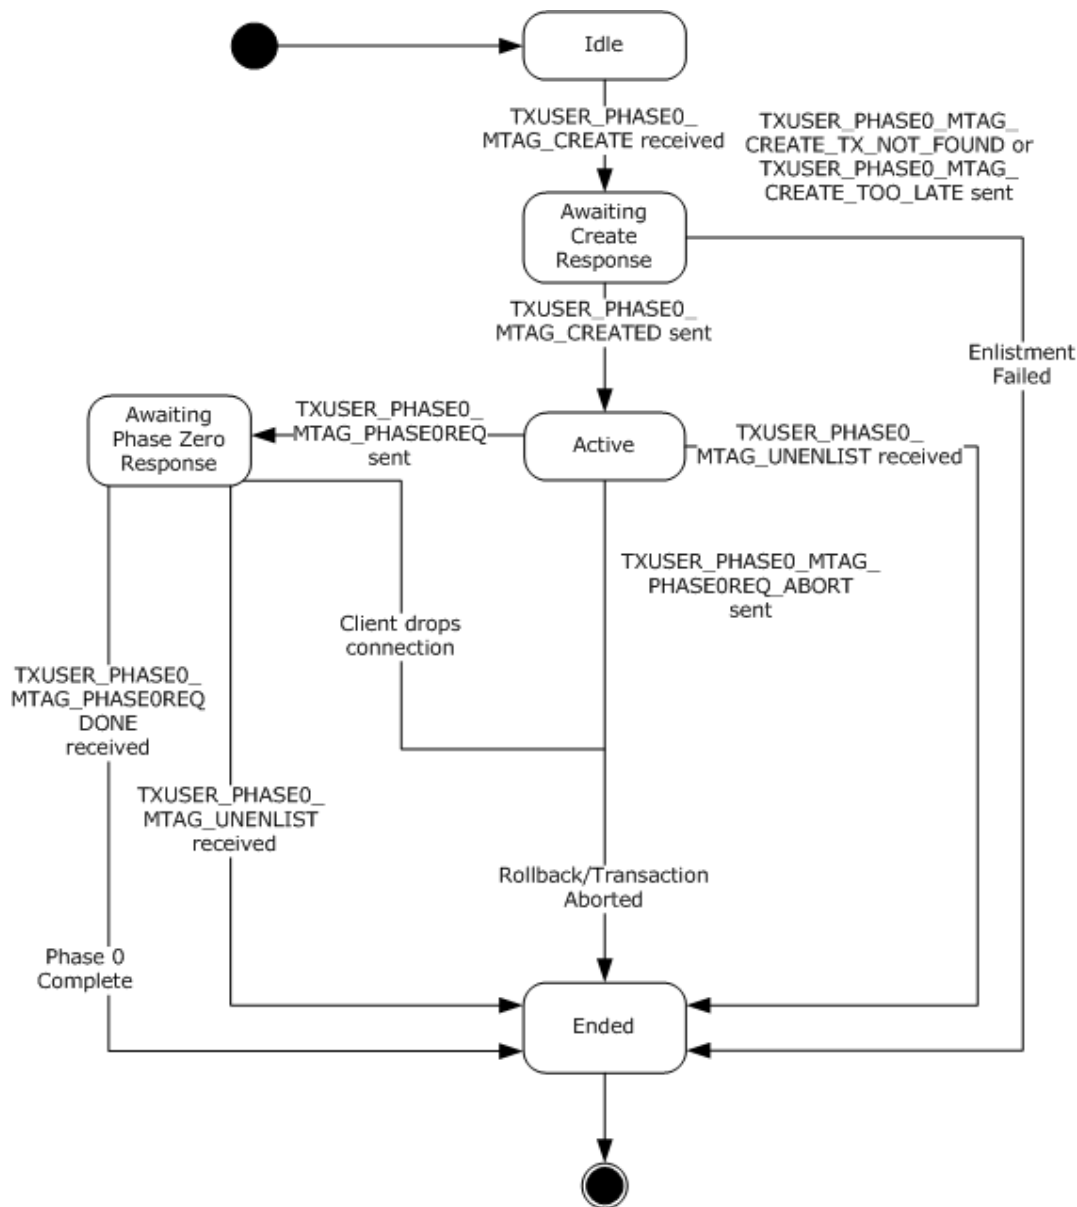 Idle
TXUSER_PHASE0_
MTAG_CREATE received
TXUSER_PHASE0_MTAG_
CREATE_TX_NOT_FOUND or
TXUSER_PHASE0_MTAG_
CREATE_TOO_LATE sent
Awaiting
Create
Response
TXUSER_PHASE0_
MTAG_CREATED sent
Enlistment
Failed
Awaiting
Phase Zero
Response
TXUSER_PHASE0_
MTAG_PHASE0REQ
sent
Active
TXUSER_PHASE0_
MTAG_UNENLIST received
TXUSER_PHASE0_MTAG_
PHASE0REQ_ABORT
sent
Client drops
connection
TXUSER_PHASE0_
MTAG_PHASE0REQ
DONE
received
TXUSER_PHASE0_
MTAG_UNENLIST
received
Rollback/Transaction
Aborted
Phase 0
Complete
Ended